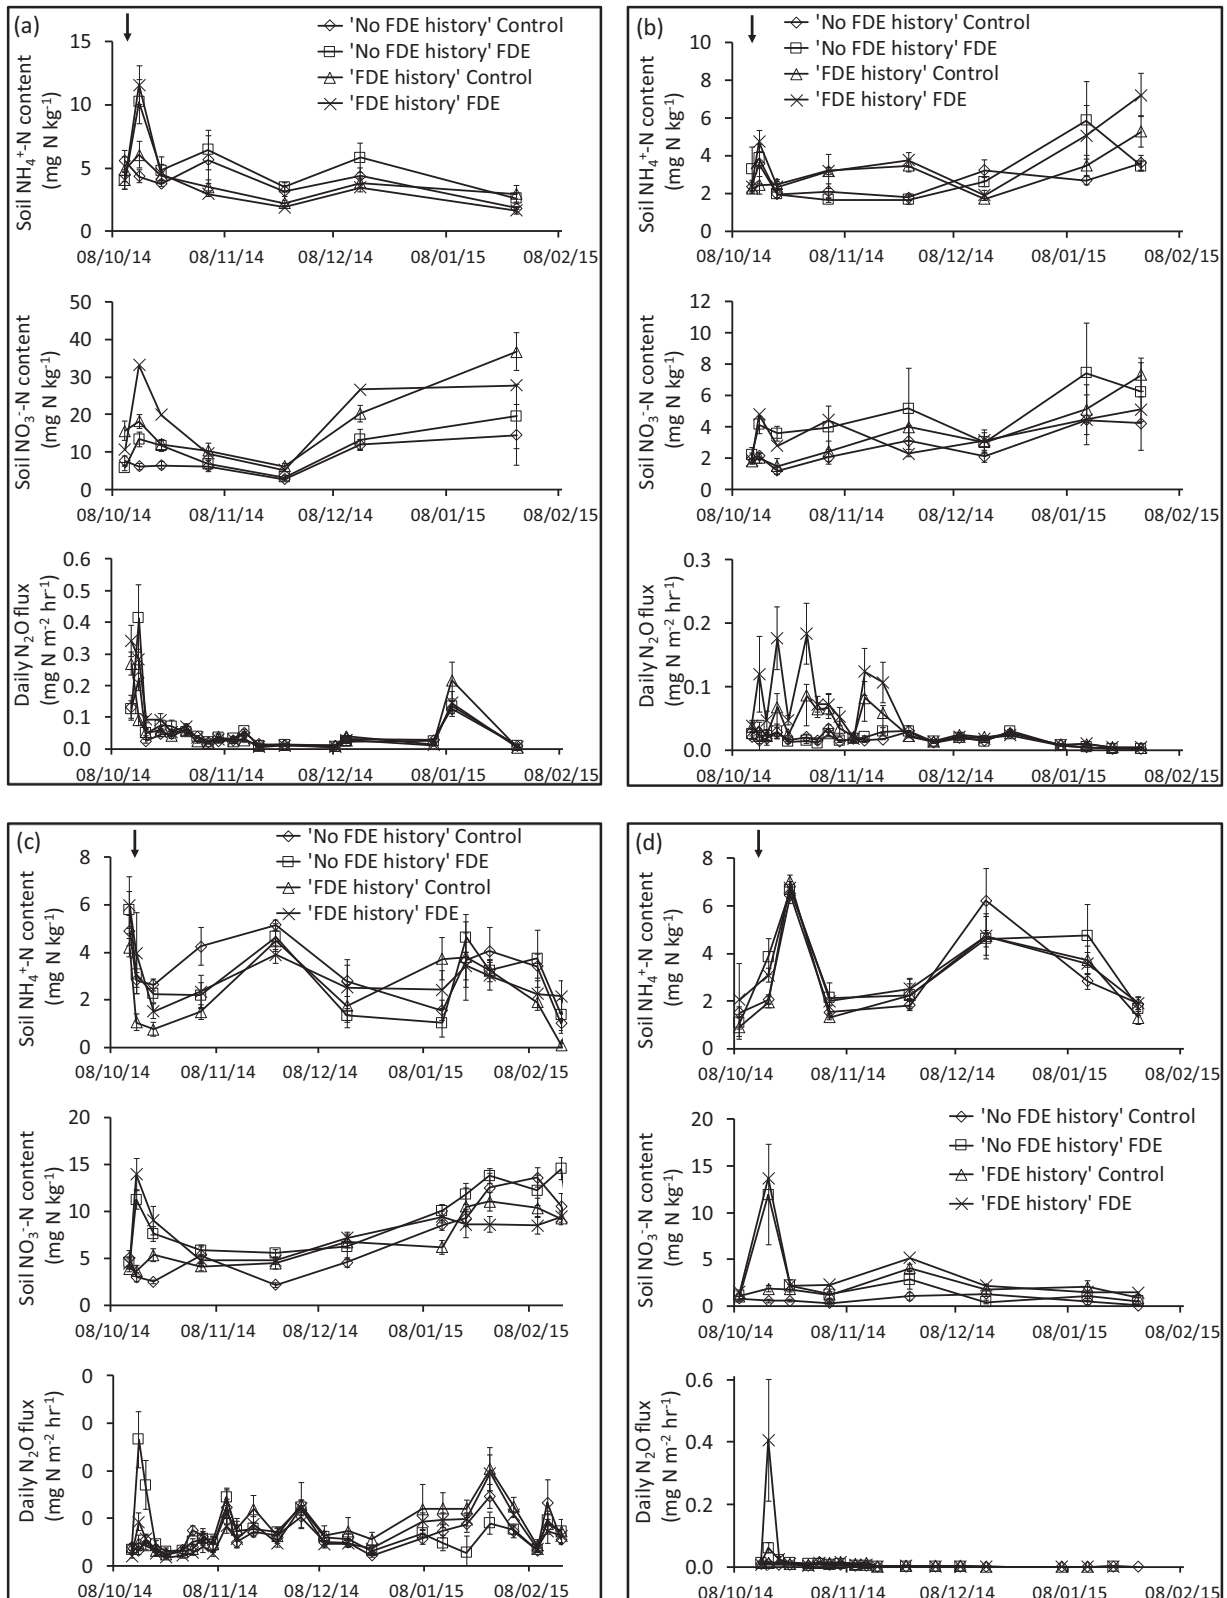 (a)
'No FDE history' Control
'No FDE history' FDE
'FDE history' Control
'FDE history' FDE
Soil NH₄⁺-N content
(mg N kg⁻¹)
15
10
5
0
08/10/14 08/11/14 08/12/14 08/01/15 08/02/15
Soil NO₃⁻-N content
(mg N kg⁻¹)
50
40
30
20
10
0
08/10/14 08/11/14 08/12/14 08/01/15 08/02/15
Daily N₂O flux
(mg N m⁻² hr⁻¹)
0.6
0.5
0.4
0.3
0.2
0.1
0.0
08/10/14 08/11/14 08/12/14 08/01/15 08/02/15
(b)
'No FDE history' Control
'No FDE history' FDE
'FDE history' Control
'FDE history' FDE
Soil NH₄⁺-N content
(mg N kg⁻¹)
10
8
6
4
2
0
08/10/14 08/11/14 08/12/14 08/01/15 08/02/15
Soil NO₃⁻-N content
(mg N kg⁻¹)
12
10
8
6
4
2
0
08/10/14 08/11/14 08/12/14 08/01/15 08/02/15
Daily N₂O flux
(mg N m⁻² hr⁻¹)
0.3
0.2
0.1
0.0
08/10/14 08/11/14 08/12/14 08/01/15 08/02/15
(c)
'No FDE history' Control
'No FDE history' FDE
'FDE history' Control
'FDE history' FDE
Soil NH₄⁺-N content
(mg N kg⁻¹)
8
6
4
2
0
08/10/14 08/11/14 08/12/14 08/01/15 08/02/15
Soil NO₃⁻-N content
(mg N kg⁻¹)
20
15
10
5
0
08/10/14 08/11/14 08/12/14 08/01/15 08/02/15
Daily N₂O flux
(mg N m⁻² hr⁻¹)
0
0
0
0
0
08/10/14 08/11/14 08/12/14 08/01/15 08/02/15
(d)
Soil NH₄⁺-N content
(mg N kg⁻¹)
8
6
4
2
0
08/10/14 08/11/14 08/12/14 08/01/15 08/02/15
'No FDE history' Control
'No FDE history' FDE
'FDE history' Control
'FDE history' FDE
Soil NO₃⁻-N content
(mg N kg⁻¹)
20
15
10
5
0
08/10/14 08/11/14 08/12/14 08/01/15 08/02/15
Daily N₂O flux
(mg N m⁻² hr⁻¹)
0.6
0.4
0.2
0.0
08/10/14 08/11/14 08/12/14 08/01/15 08/02/15